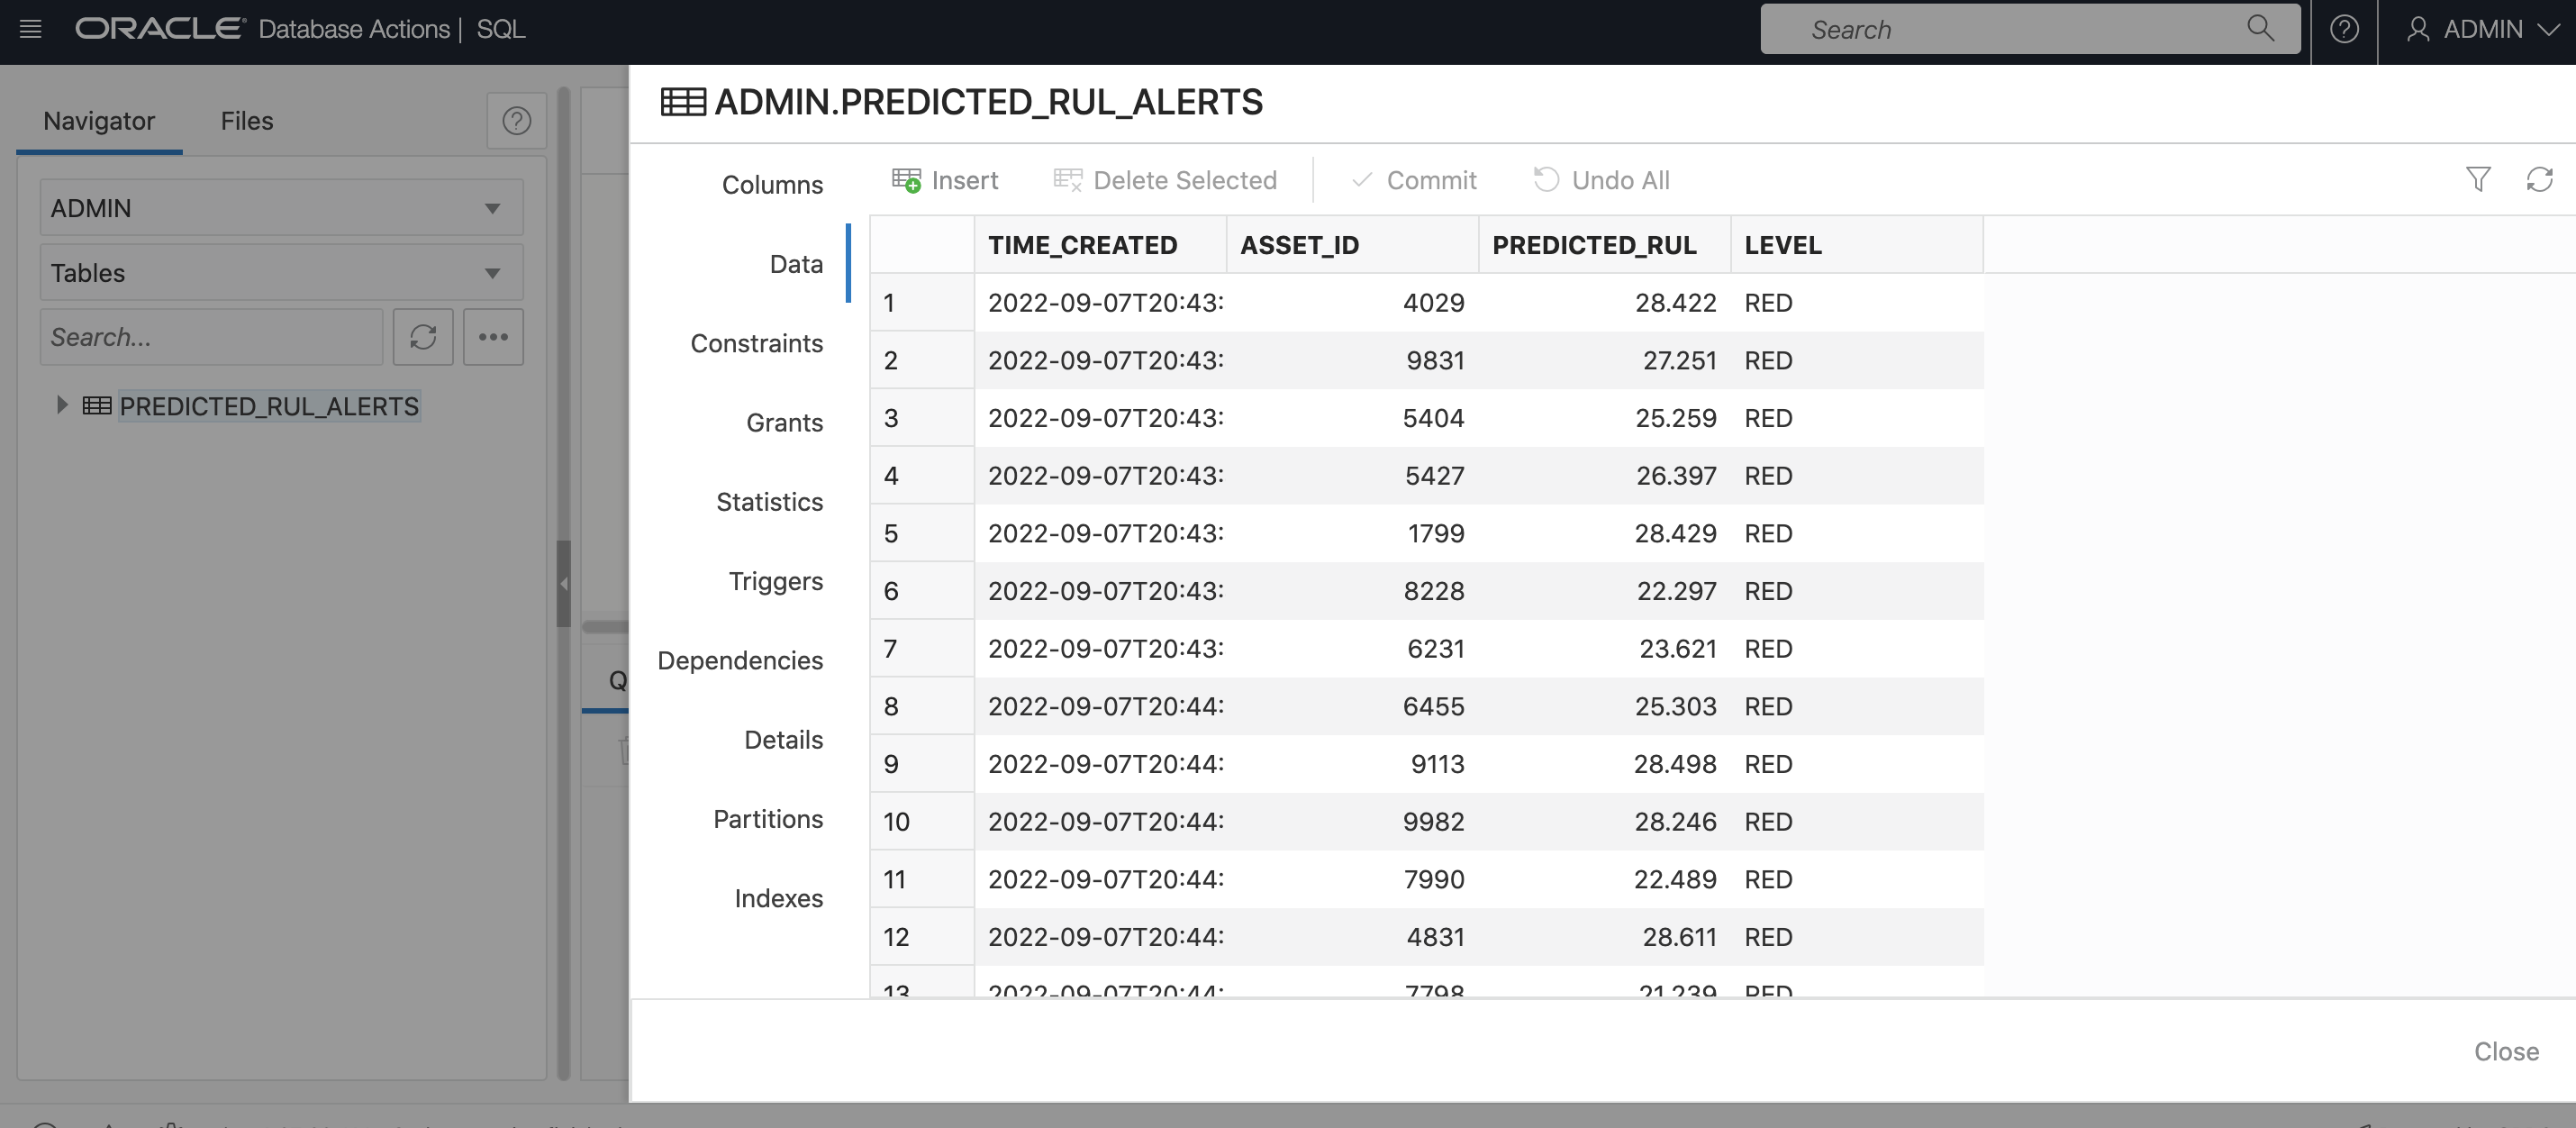 ORACLE® Database Actions | SQL
Search
ADMIN
Navigator Files
ADMIN
Tables
Search...
PREDICTED_RUL_ALERTS
Q
ADMIN.PREDICTED_RUL_ALERTS
Columns
Data
Constraints
Grants
Statistics
Triggers
Dependencies
Details
Partitions
Indexes
Insert Delete Selected Commit Undo All
TIME_CREATED ASSET_ID PREDICTED_RUL LEVEL
1 2022-09-07T20:43: 4029 28.422 RED
2 2022-09-07T20:43: 9831 27.251 RED
3 2022-09-07T20:43: 5404 25.259 RED
4 2022-09-07T20:43: 5427 26.397 RED
5 2022-09-07T20:43: 1799 28.429 RED
6 2022-09-07T20:43: 8228 22.297 RED
7 2022-09-07T20:43: 6231 23.621 RED
8 2022-09-07T20:44: 6455 25.303 RED
9 2022-09-07T20:44: 9113 28.498 RED
10 2022-09-07T20:44: 9982 28.246 RED
11 2022-09-07T20:44: 7990 22.489 RED
12 2022-09-07T20:44: 4831 28.611 RED
13 2022-09-07T20:44: 7798 21.239 RED
Close